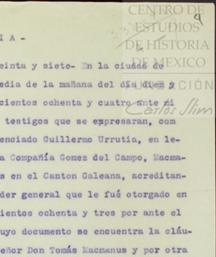 CENTRO DE
ESTUDIOS
DE HISTORIA
DE MEXICO
Carlos Slim
I A -
einta y siete- En la ciudad de
edia de la mañana del día diez y
cientos ochenta y cuatro ante mi
testigos que se expresaran, com
enciado Guillermo Urrutia, en le-
a Compañía Gomez del Campo, Macma-
s en el Canton Galeana, acreditan-
der general que le fué otorgado en
ientos ochenta y tres por ante el
uyo documento se encuentra la cláu-
eñor Don Tomás Macmanus y por otra